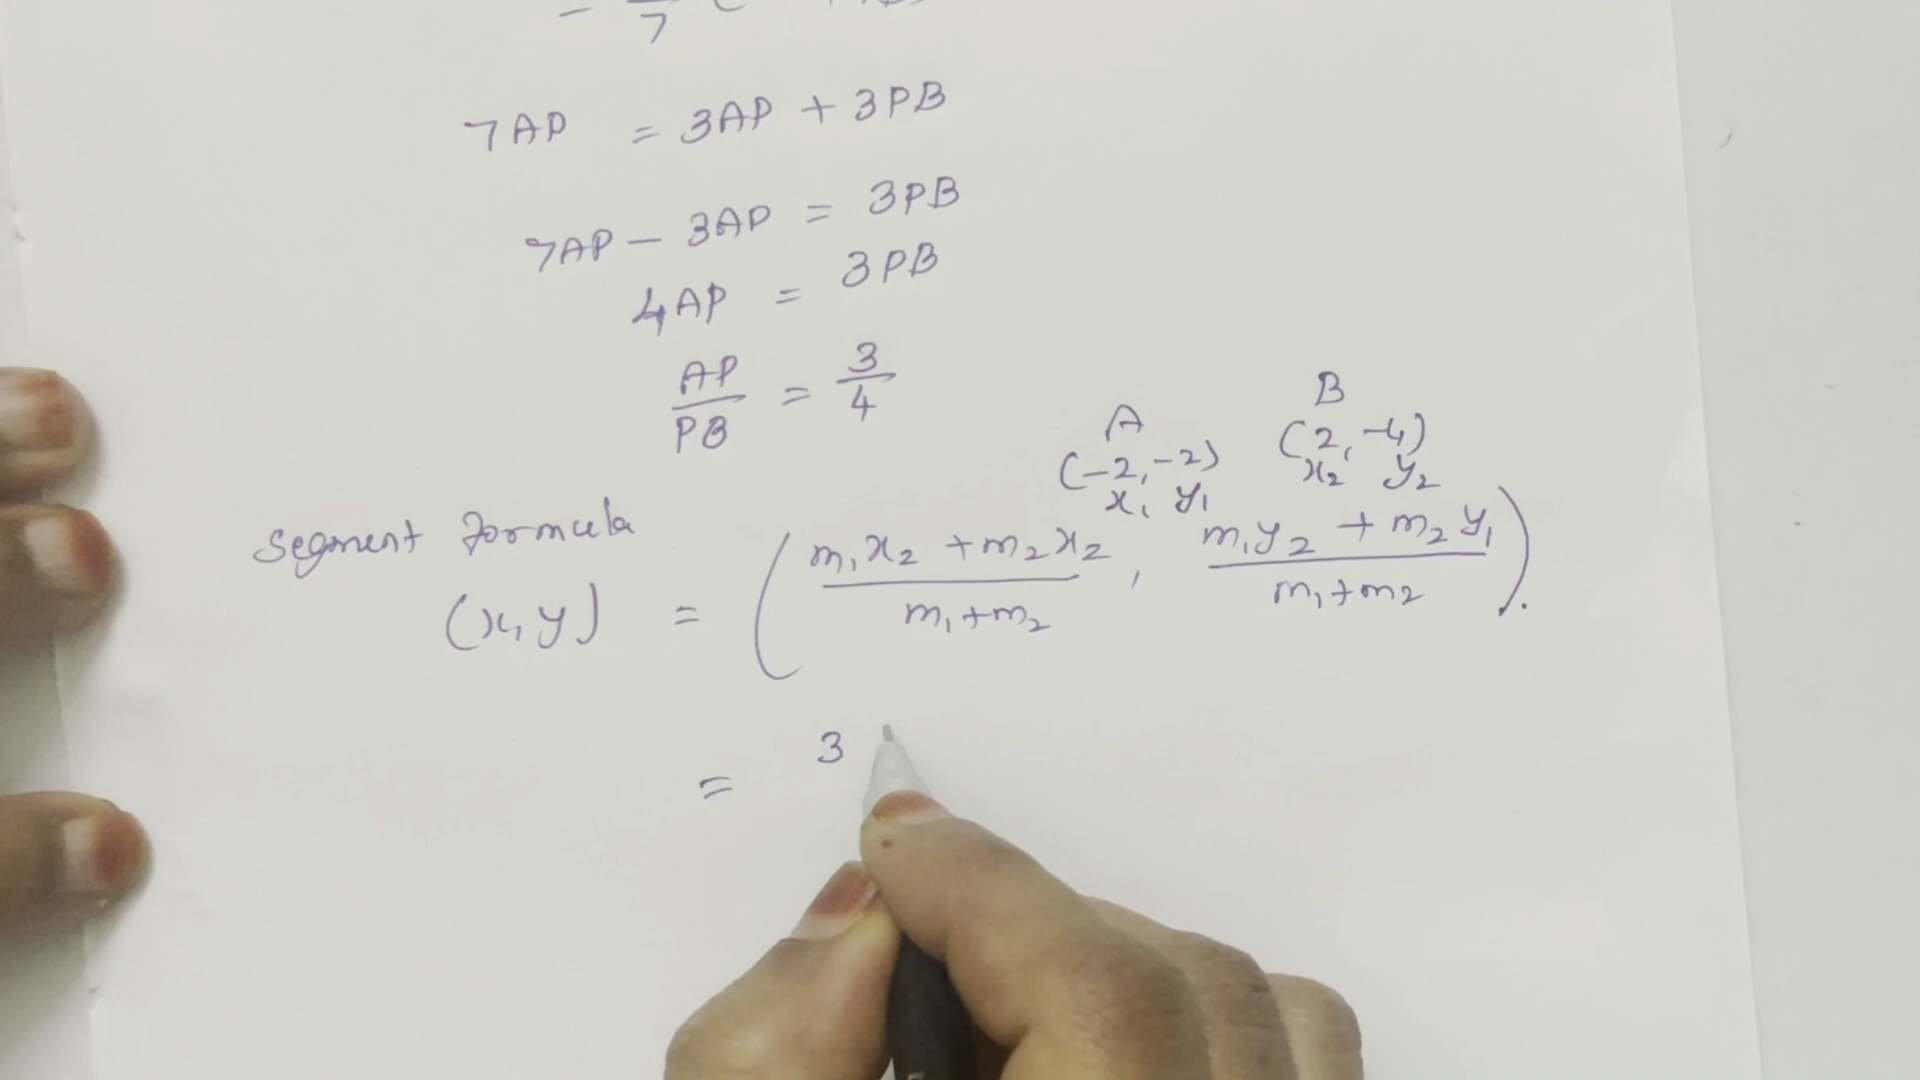 = 7
7AP = 3AP + 3PB
7AP - 3AP = 3PB
4AP = 3PB
AP/PB = 3/4
A B
(-2,-2) (2,-4)
x1 y1 x2 y2
Segment formula
(x,y) = (m1x2 + m2x2 / m1+m2 , m1y2 + m2y1 / m1+m2).
= 3